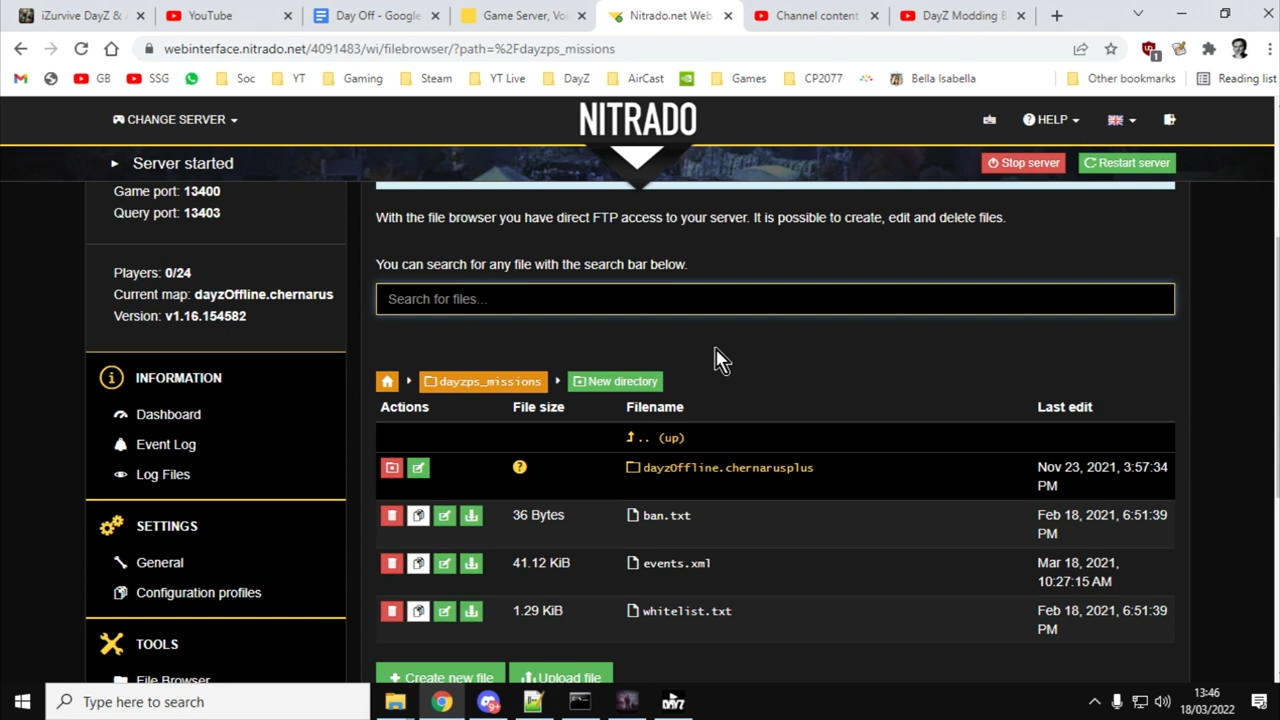 iZurvive DayZ &
YouTube
Day Off - Google
Game Server, Vo
Nitrado.net Web
Channel content
DayZ Modding
webinterface.nitrado.net/4091483/wi/filebrowser/?path=%2Fdayzps_missions
1
GB
SSG
Soc
YT
Gaming
Steam
YT Live
DayZ
AirCast
Games
CP2077
Bella Isabella
Other bookmarks
Reading list
CHANGE SERVER
NITRADO
HELP
Server started
Stop server
Restart server
Game port: 13400
Query port: 13403
Players: 0/24
Current map: dayzOffline.chernarus
Version: v1.16.154582
INFORMATION
Dashboard
Event Log
Log Files
SETTINGS
General
Configuration profiles
TOOLS
File Browser
With the file browser you have direct FTP access to your server. It is possible to create, edit and delete files.
You can search for any file with the search bar below.
Search for files...
dayzps_missions
New directory
Actions File size Filename Last edit
.. (up)
dayzOffline.chernarusplus Nov 23, 2021, 3:57:34
PM
36 Bytes ban.txt Feb 18, 2021, 6:51:39
PM
41.12 KiB events.xml Mar 18, 2021,
10:27:15 AM
1.29 KiB whitelist.txt Feb 18, 2021, 6:51:39
PM
+ Create new file
Upload file
Type here to search
13:46
18/03/2022